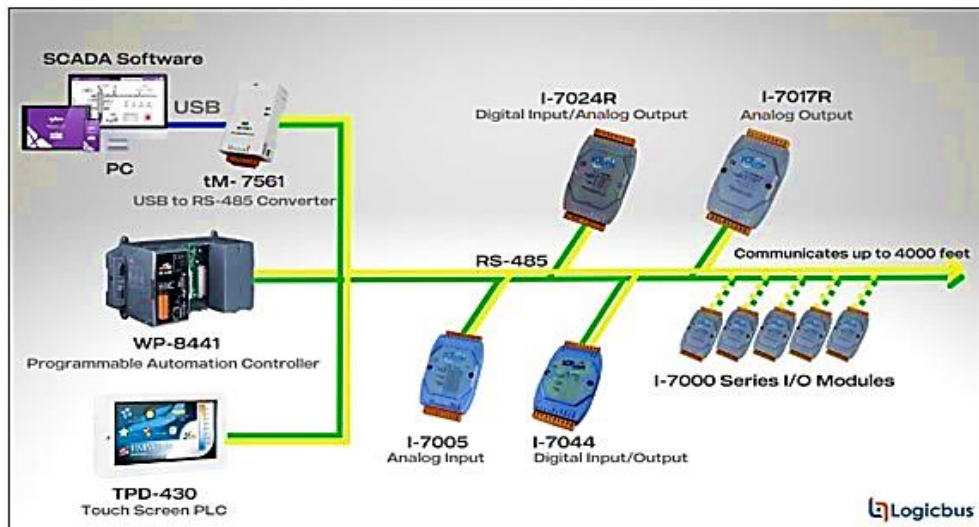 SCADA Software
USB
PC
tM- 7561
USB to RS-485 Converter
I-7024R
Digital Input/Analog Output
I-7017R
Analog Output
WP-8441
Programmable Automation Controller
RS-485
Communicates up to 4000 feet
I-7000 Series I/O Modules
I-7005
Analog Input
I-7044
Digital Input/Output
TPD-430
Touch Screen PLC
Logicbus